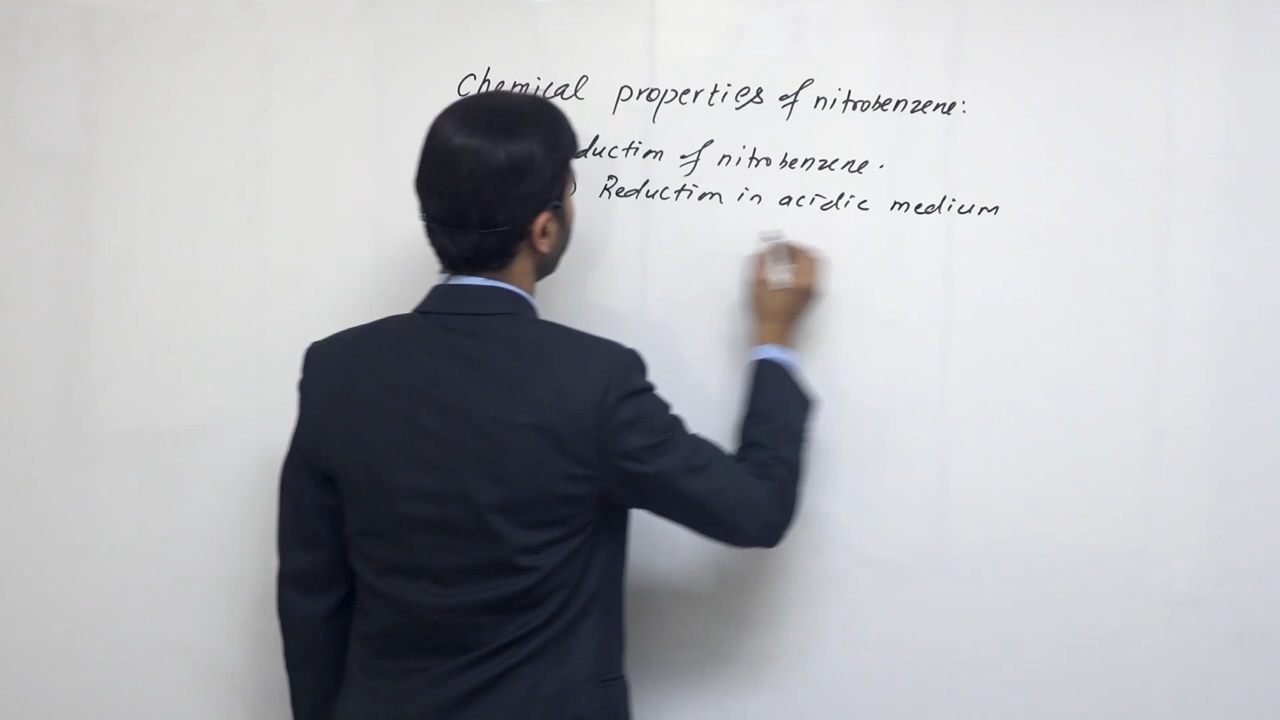 Chemical properties of nitrobenzene:
duction of nitrobenzene.
) Reduction in acidic medium